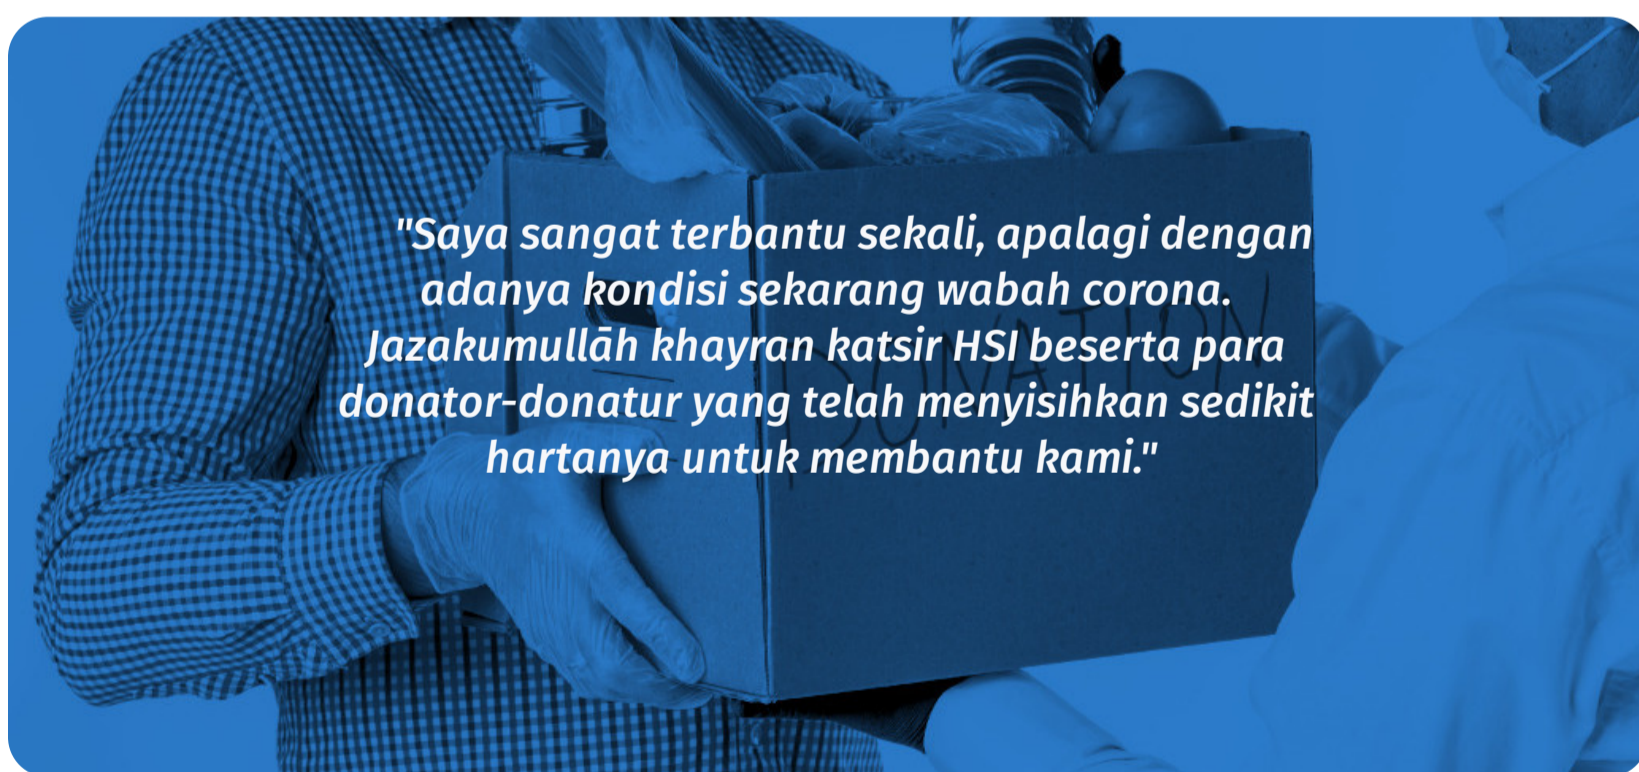 "Saya sangat terbantu sekali, apalagi dengan
adanya kondisi sekarang wabah corona.
Jazakumullāh khayran katsir HSI beserta para
donator-donatur yang telah menyisihkan sedikit
hartanya untuk membantu kami."
DONATION